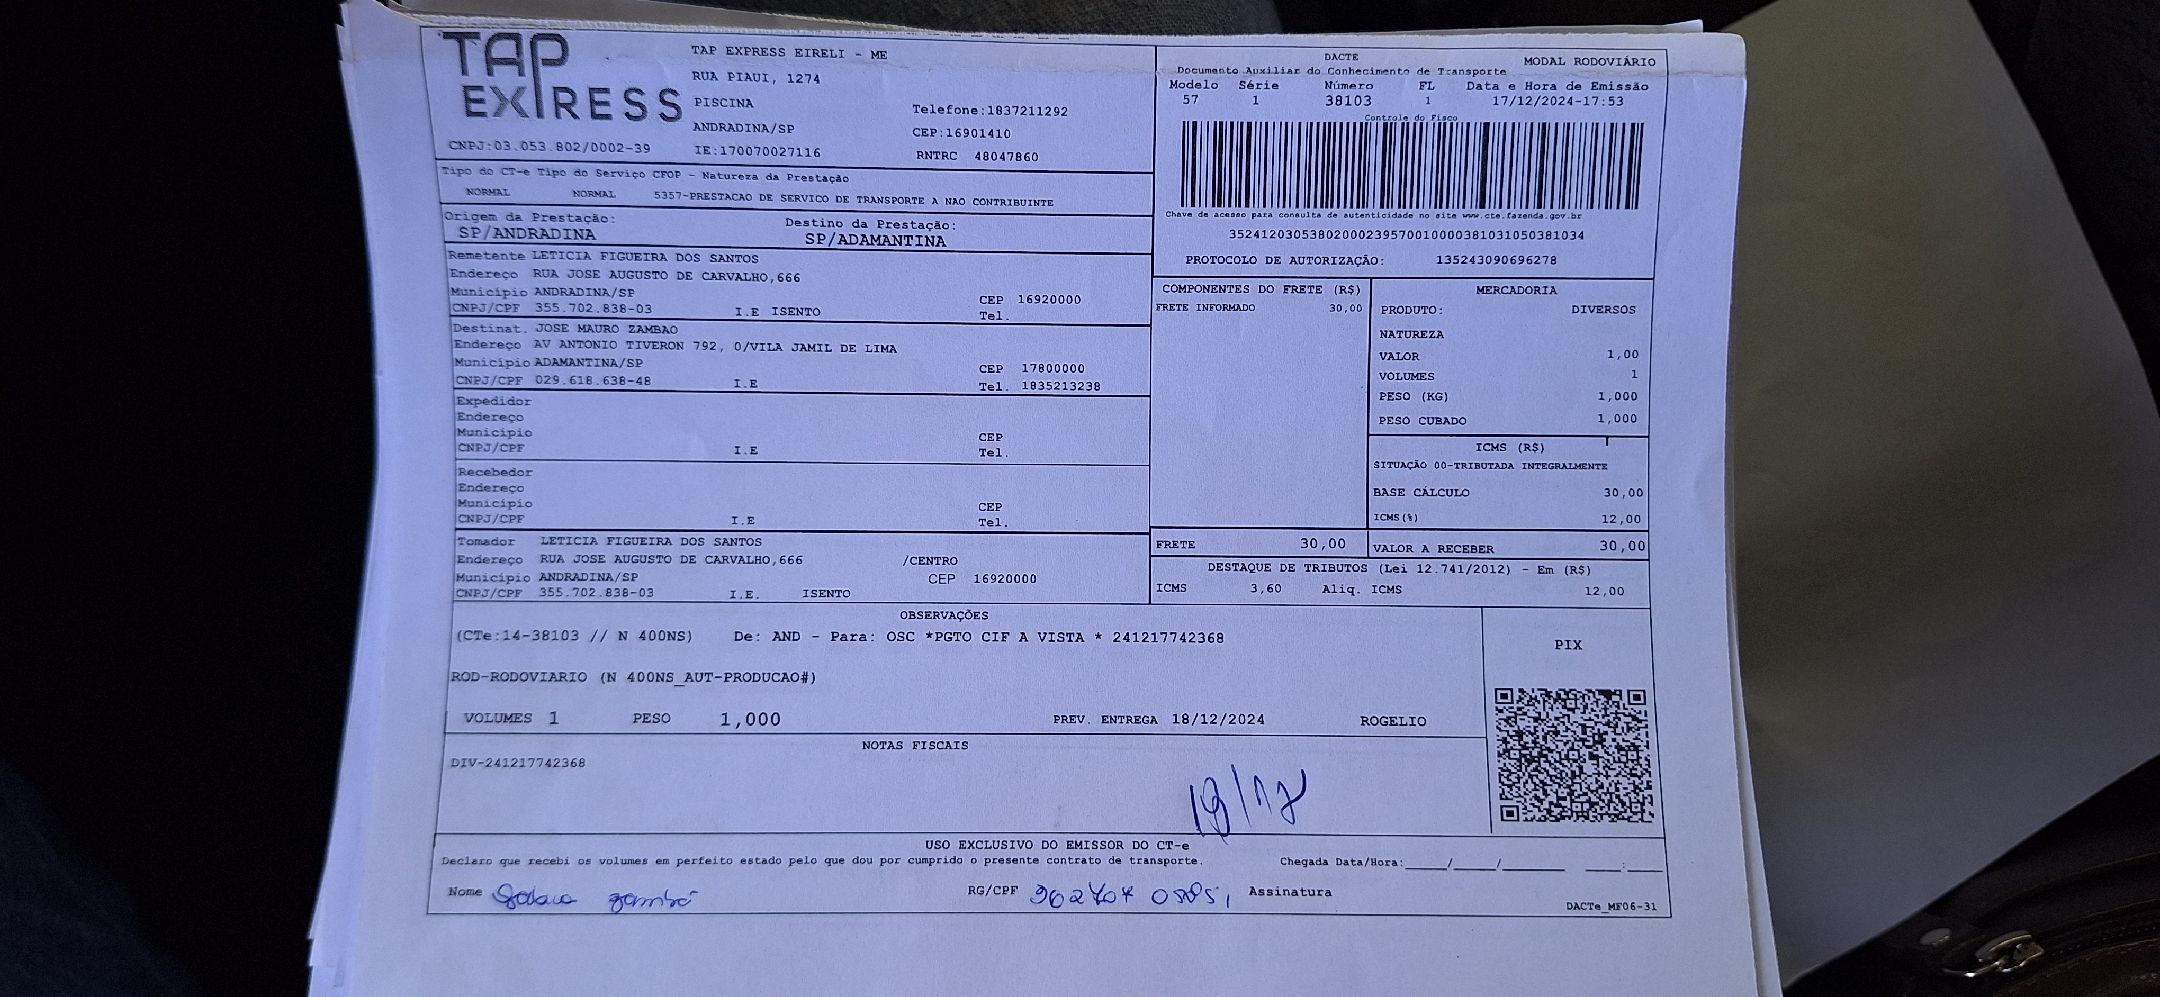 TAP EXPRESS
TAP EXPRESS EIRELI - ME
RUA PIAUI, 1274
PISCINA
Telefone:1837211292
ANDRADINA/SP
CEP:16901410
CNPJ:03.053.802/0002-39
IE:170070027116
RNTRC 48047860
DACTE
MODAL RODOVIÁRIO
Documento Auxiliar do Conhecimento de Transporte
Modelo Série Número FL Data e Hora de Emissão
57 1 38103 1 17/12/2024-17:53
Controle do Fisco
Chave de acesso para consulta de autenticidade no site www.cte.fazenda.gov.br
35241203053802000239570010000381031050381034
PROTOCOLO DE AUTORIZAÇÃO: 135243090696278
Tipo do CT-e Tipo do Serviço CFOP - Natureza da Prestação
NORMAL NORMAL 5357-PRESTACAO DE SERVICO DE TRANSPORTE A NAO CONTRIBUINTE
Origem da Prestação: Destino da Prestação:
SP/ANDRADINA SP/ADAMANTINA
Remetente LETICIA FIGUEIRA DOS SANTOS
Endereço RUA JOSE AUGUSTO DE CARVALHO,666
Município ANDRADINA/SP CEP 16920000
CNPJ/CPF 355.702.838-03 I.E ISENTO Tel.
Destinat. JOSE MAURO ZAMBAO
Endereço AV ANTONIO TIVERON 792, 0/VILA JAMIL DE LIMA
Município ADAMANTINA/SP CEP 17800000
CNPJ/CPF 029.618.638-48 I.E Tel. 1835213238
Expedidor
Endereço
Município CEP
CNPJ/CPF I.E Tel.
Recebedor
Endereço
Município CEP
CNPJ/CPF I.E Tel.
Tomador LETICIA FIGUEIRA DOS SANTOS
Endereço RUA JOSE AUGUSTO DE CARVALHO,666 /CENTRO
Município ANDRADINA/SP CEP 16920000
CNPJ/CPF 355.702.838-03 I.E. ISENTO
COMPONENTES DO FRETE (R$)
FRETE INFORMADO 30,00
MERCADORIA
PRODUTO: DIVERSOS
NATUREZA
VALOR 1,00
VOLUMES 1
PESO (KG) 1,000
PESO CUBADO 1,000
ICMS (R$)
SITUAÇÃO 00-TRIBUTADA INTEGRALMENTE
BASE CÁLCULO 30,00
ICMS(%) 12,00
FRETE 30,00
VALOR A RECEBER 30,00
DESTAQUE DE TRIBUTOS (Lei 12.741/2012) - Em (R$)
ICMS 3,60 Aliq. ICMS 12,00
OBSERVAÇÕES
(CTe:14-38103 // N 400NS) De: AND - Para: OSC *PGTO CIF A VISTA * 241217742368
ROD-RODOVIARIO (N 400NS_AUT-PRODUCAO#)
VOLUMES 1 PESO 1,000 PREV. ENTREGA 18/12/2024 ROGELIO
PIX
NOTAS FISCAIS
DIV-241217742368
USO EXCLUSIVO DO EMISSOR DO CT-e
Declaro que recebi os volumes em perfeito estado pelo que dou por cumprido o presente contrato de transporte. Chegada Data/Hora:____/____/________ ____:____
Nome RG/CPF Assinatura
DACTe_MF06-31